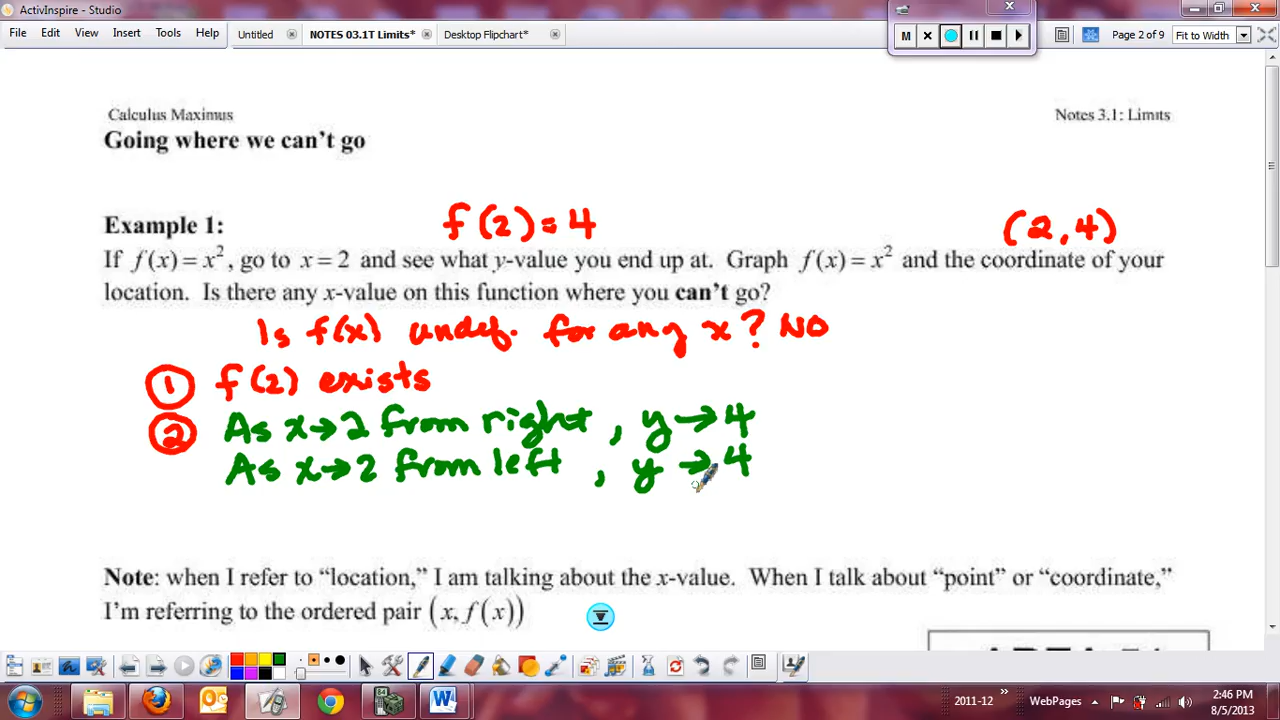 ActivInspire - Studio
File Edit View Insert Tools Help Untitled NOTES 03.1T Limits* Desktop Flipchart* M Page 2 of 9 Fit to Width
Calculus Maximus Notes 3.1: Limits
Going where we can't go
f(2) = 4 (2,4)
Example 1:
If f(x) = x², go to x = 2 and see what y-value you end up at. Graph f(x) = x² and the coordinate of your
location. Is there any x-value on this function where you can't go?
Is f(x) undef. for any x? NO
① f(2) exists
② As x→2 from right, y→4
As x→2 from left, y→4
Note: when I refer to “location,” I am talking about the x-value. When I talk about “point” or “coordinate,”
I'm referring to the ordered pair (x, f(x))
2011-12 WebPages 2:46 PM
8/5/2013